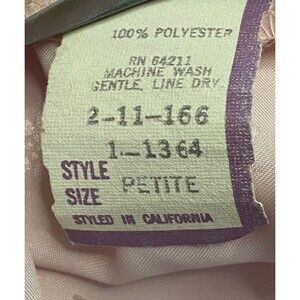 100% POLYESTER
RN 64211
MACHINE WASH
GENTLE, LINE DRY
2-11-166
STYLE 1-1364
SIZE PETITE
STYLED IN CALIFORNIA